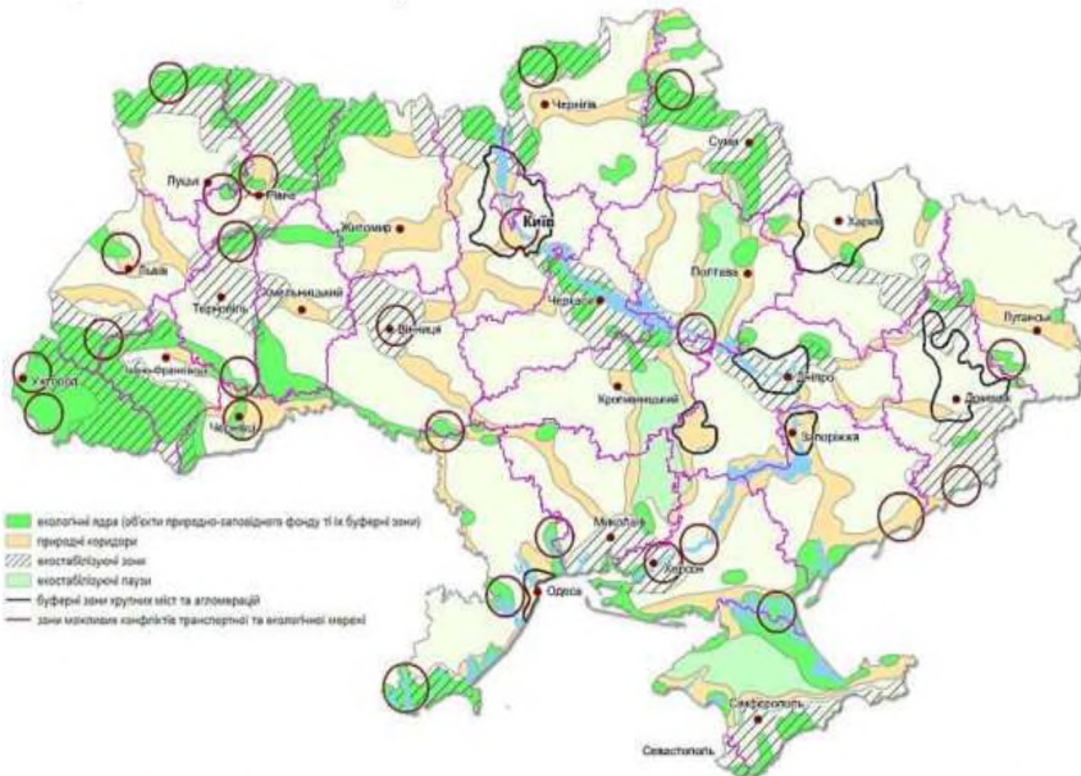 Чернігів
Суми
Луцьк
Рівне
Київ
Харків
Житомир
Львів
Полтава
Тернопіль
Хмельницький
Черкаси
Вінниця
Луганськ
Івано-Франківськ
Ужгород
Дніпро
Донецьк
Кропивницький
Чернівці
Запоріжжя
екологічні ядра (об'єкти природно-заповідного фонду ті їх буферні зони)
природні коридори
екостабілізуючі зони
екостабілізуючі паузи
буферні зони крупних міст та агломерацій
зони можливих конфліктів транспортної та екологічної мережі
Миколаїв
Херсон
Одеса
Сімферополь
Севастополь